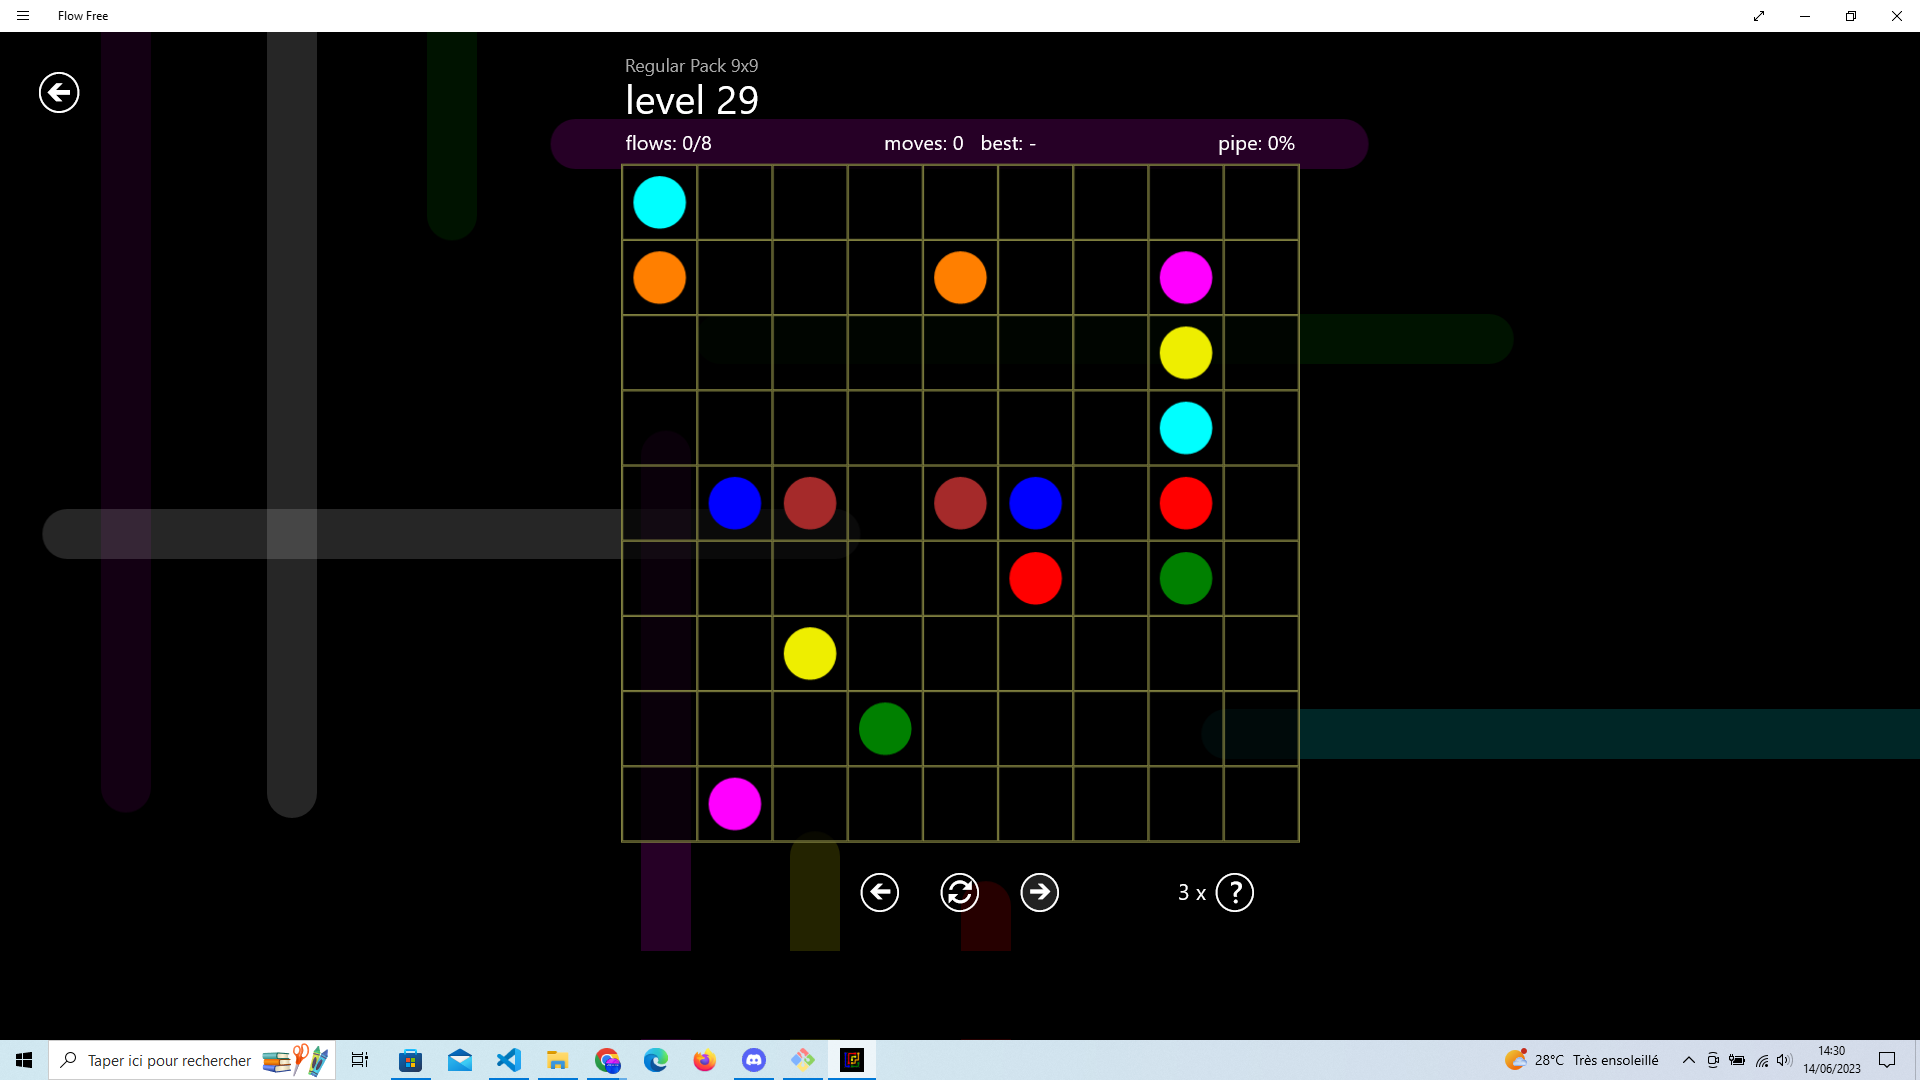 Flow Free
Regular Pack 9x9
level 29
flows: 0/8 moves: 0 best: - pipe: 0%
3 x ?
Taper ici pour rechercher
28°C Très ensoleillé
14:30
14/06/2023